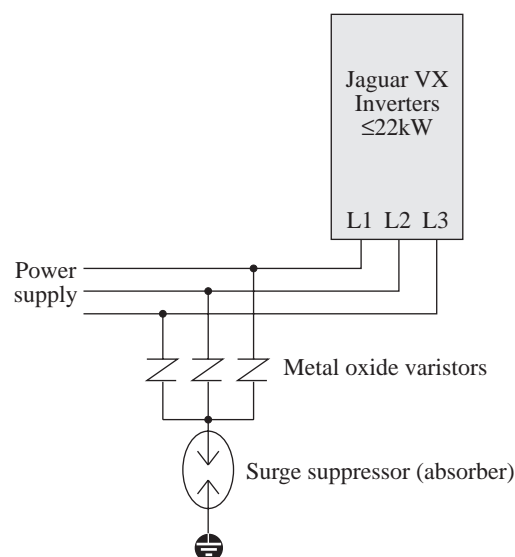 Jaguar VX
Inverters
≤22kW
L1 L2 L3
Power
supply
Metal oxide varistors
Surge suppressor (absorber)